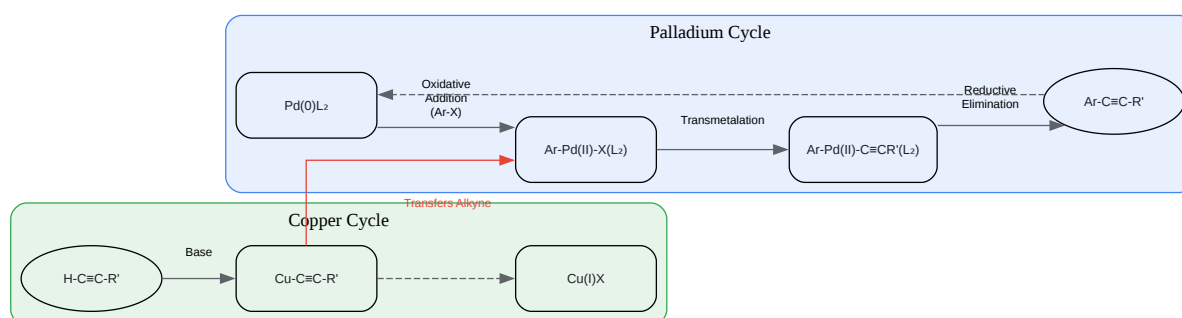 Palladium Cycle
Oxidative
Addition
(Ar-X)
Reductive
Elimination
Pd(0)L₂
Ar-C≡C-R'
Transmetalation
Ar-Pd(II)-X(L₂)
Ar-Pd(II)-C≡CR'(L₂)
Transfers Alkyne
Copper Cycle
Base
H-C≡C-R'
Cu-C≡C-R'
Cu(I)X